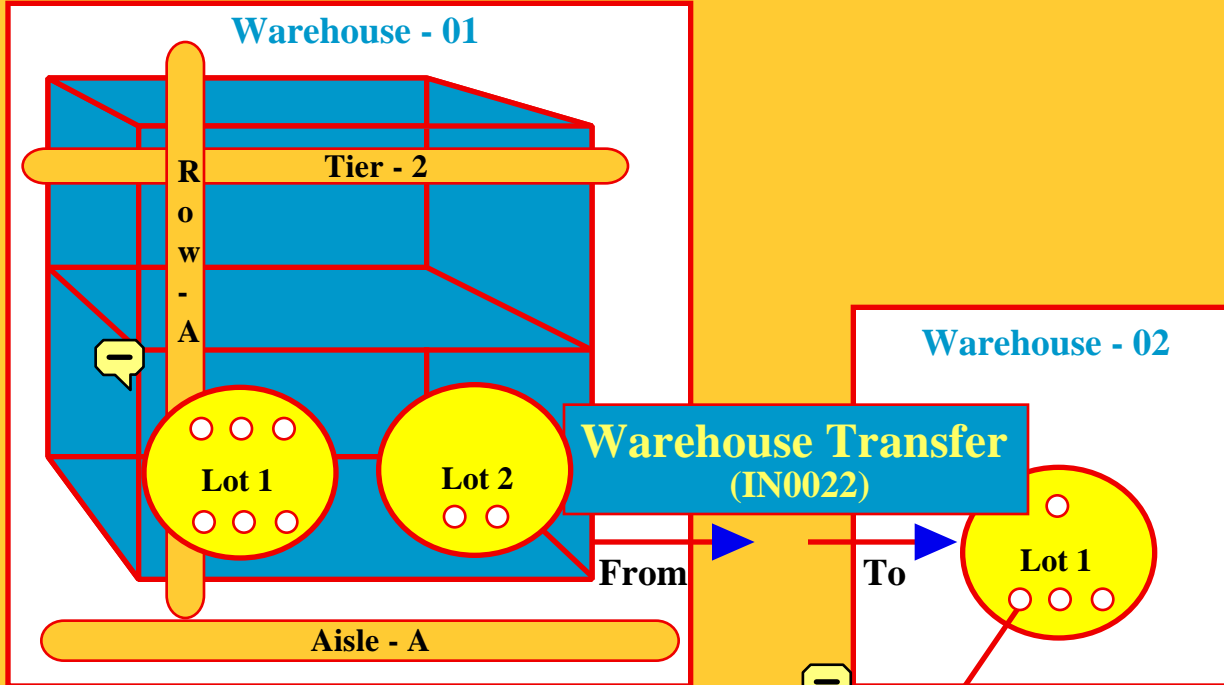 Warehouse - 01
Tier - 2
R
o
w
-
A
Lot 1
Lot 2
Aisle - A
Warehouse Transfer
(IN0022)
From
To
Warehouse - 02
Lot 1